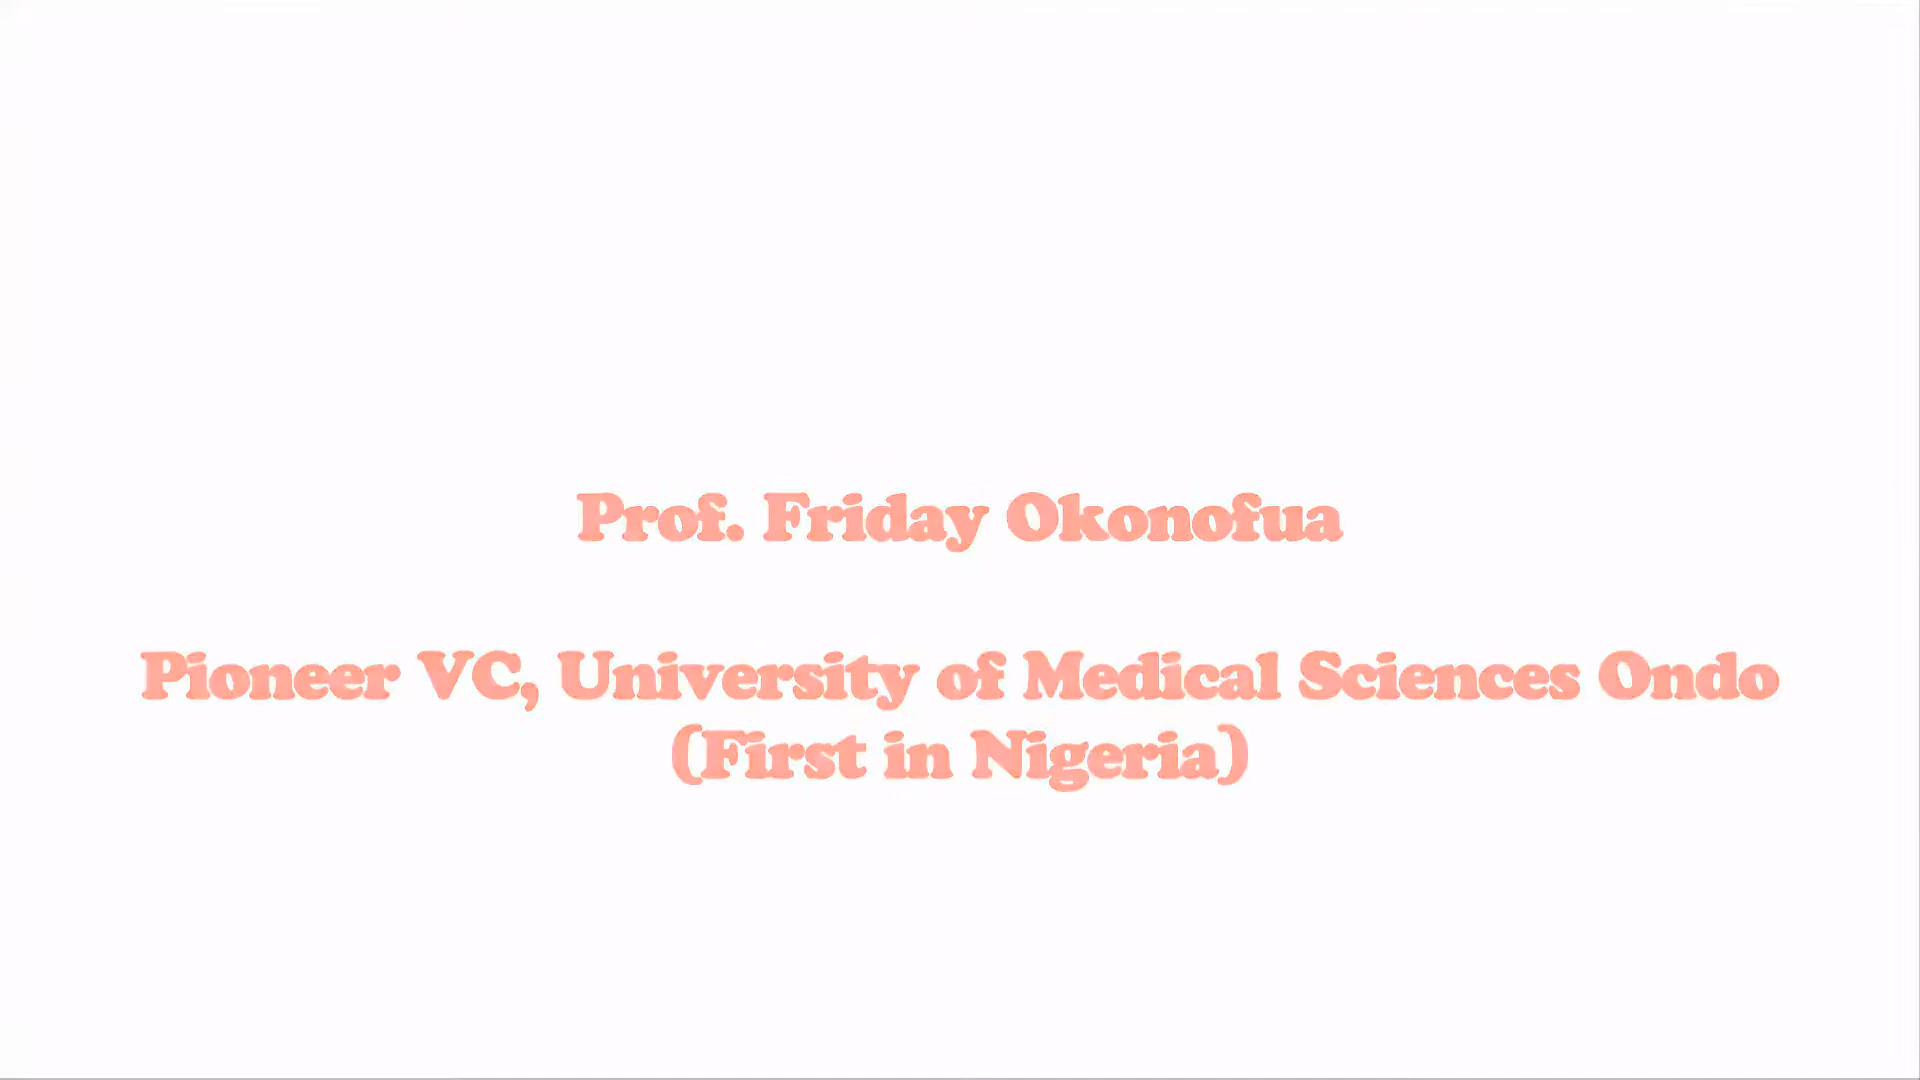 Prof. Friday Okonofua
Pioneer VC, University of Medical Sciences Ondo
(First in Nigeria)